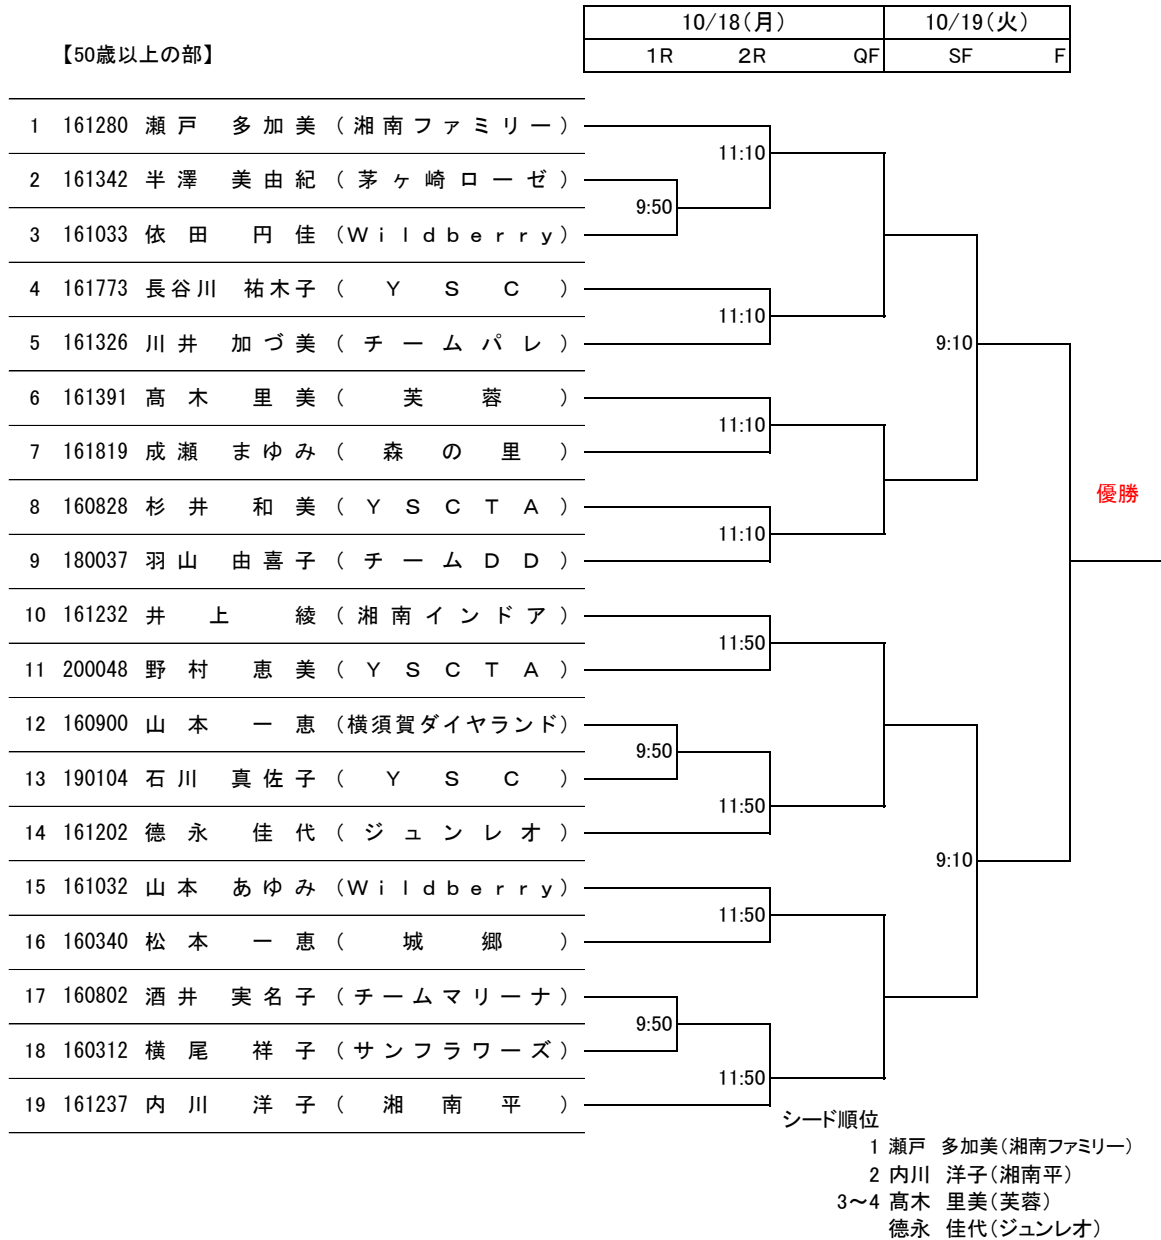 10/18（月） 10/19（火）
【50歳以上の部】 1R 2R QF SF F
1 161280 瀬戸 多加美（湘南ファミリー）
11:10
2 161342 半澤 美由紀（茅ヶ崎ローゼ）
9:50
3 161033 依田 円佳（Wildberry）
4 161773 長谷川 祐木子（YSC）
11:10
5 161326 川井 加づ美（チームパレ） 9:10
6 161391 髙木 里美（芙蓉）
11:10
7 161819 成瀬 まゆみ（森の里）
8 160828 杉井 和美（YSCTA）
優勝
11:10
9 180037 羽山 由喜子（チームDD）
10 161232 井上 綾（湘南インドア）
11:50
11 200048 野村 恵美（YSCTA）
12 160900 山本 一恵（横須賀ダイヤランド）
9:50
13 190104 石川 真佐子（YSC）
11:50
14 161202 德永 佳代（ジュンレオ）
9:10
15 161032 山本 あゆみ（Wildberry）
11:50
16 160340 松本 一恵（城郷）
17 160802 酒井 実名子（チームマリーナ）
9:50
18 160312 横尾 祥子（サンフラワーズ）
11:50
19 161237 内川 洋子（湘南平）
シード順位
1 瀬戸 多加美（湘南ファミリー）
2 内川 洋子（湘南平）
3～4 髙木 里美（芙蓉）
德永 佳代（ジュンレオ）